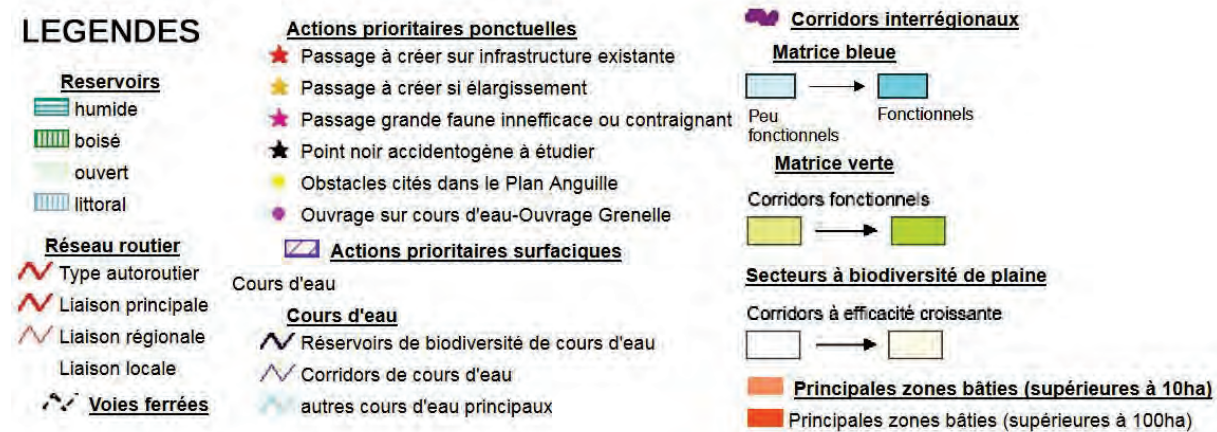 LEGENDES
Reservoirs
humide
boisé
ouvert
littoral
Réseau routier
Type autoroutier
Liaison principale
Liaison régionale
Liaison locale
Voies ferrées
Actions prioritaires ponctuelles
Passage à créer sur infrastructure existante
Passage à créer si élargissement
Passage grande faune innefficace ou contraignant
Point noir accidentogène à étudier
Obstacles cités dans le Plan Anguille
Ouvrage sur cours d'eau-Ouvrage Grenelle
Actions prioritaires surfaciques
Cours d'eau
Cours d'eau
Réservoirs de biodiversité de cours d'eau
Corridors de cours d'eau
autres cours d'eau principaux
Corridors interrégionaux
Matrice bleue
Peu
fonctionnels
Fonctionnels
Matrice verte
Corridors fonctionnels
Secteurs à biodiversité de plaine
Corridors à efficacité croissante
Principales zones bâties (supérieures à 10ha)
Principales zones bâties (supérieures à 100ha)